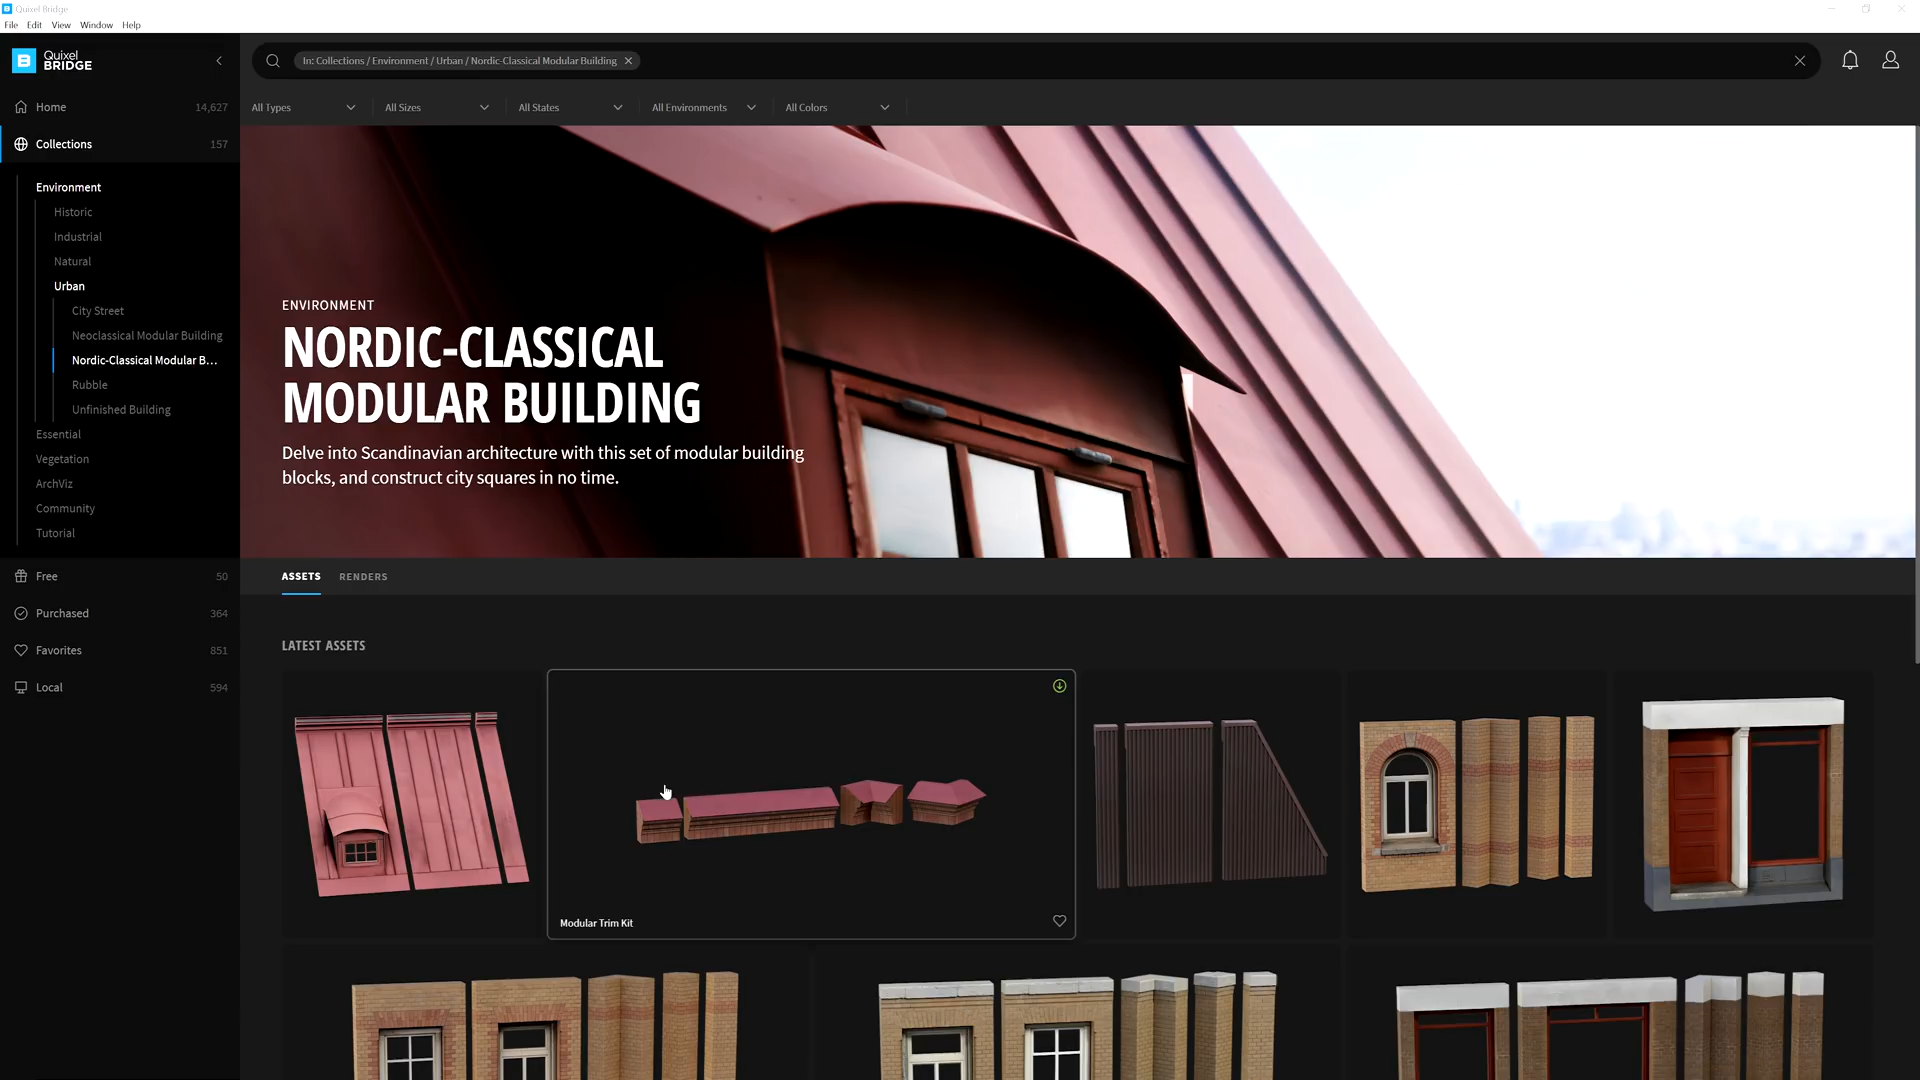 Quixel Bridge
File Edit View Window Help
Quixel
BRIDGE
In: Collections / Environment / Urban / Nordic-Classical Modular Building
Home 14,627
All Types All Sizes All States All Environments All Colors
Collections 157
Environment
Historic
Industrial
Natural
Urban
City Street
Neoclassical Modular Building
Nordic-Classical Modular B...
Rubble
Unfinished Building
Essential
Vegetation
ArchViz
Community
Tutorial
Free 50
Purchased 364
Favorites 851
Local 594
ENVIRONMENT
NORDIC-CLASSICAL
MODULAR BUILDING
Delve into Scandinavian architecture with this set of modular building
blocks, and construct city squares in no time.
ASSETS RENDERS
LATEST ASSETS
Modular Trim Kit